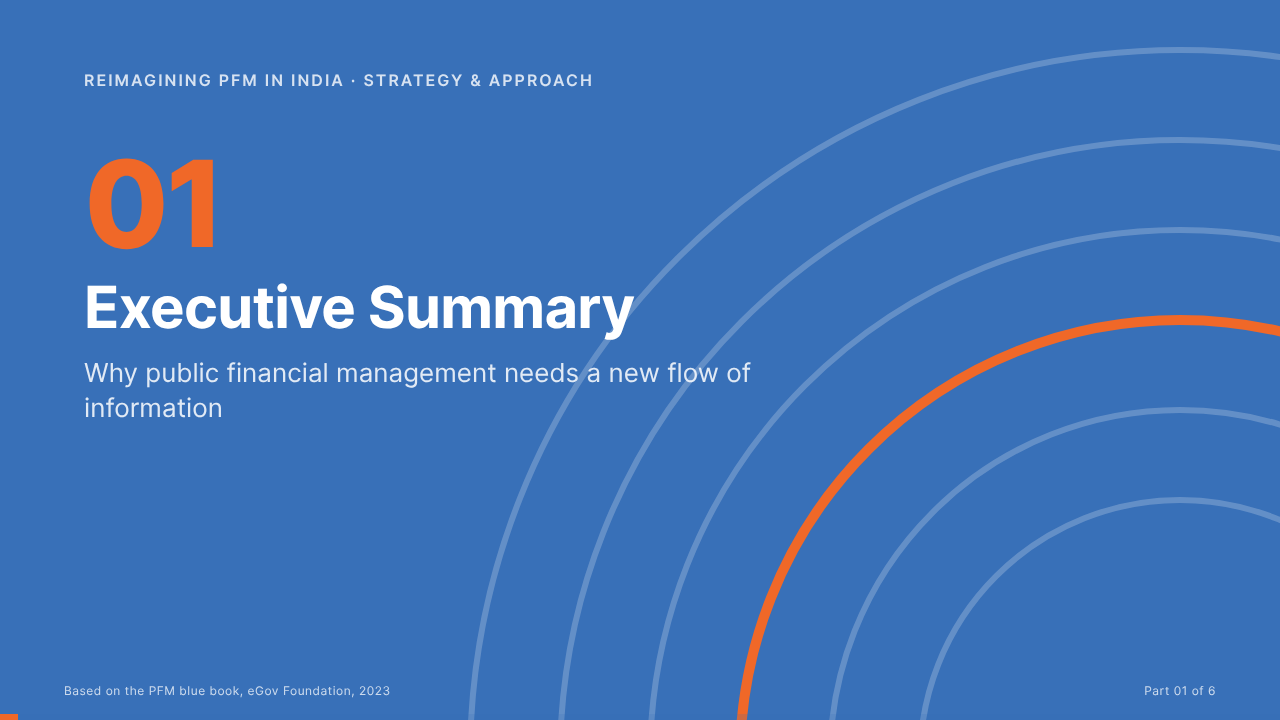 REIMAGINING PFM IN INDIA · STRATEGY & APPROACH
01
Executive Summary
Why public financial management needs a new flow of
information
Based on the PFM blue book, eGov Foundation, 2023
Part 01 of 6